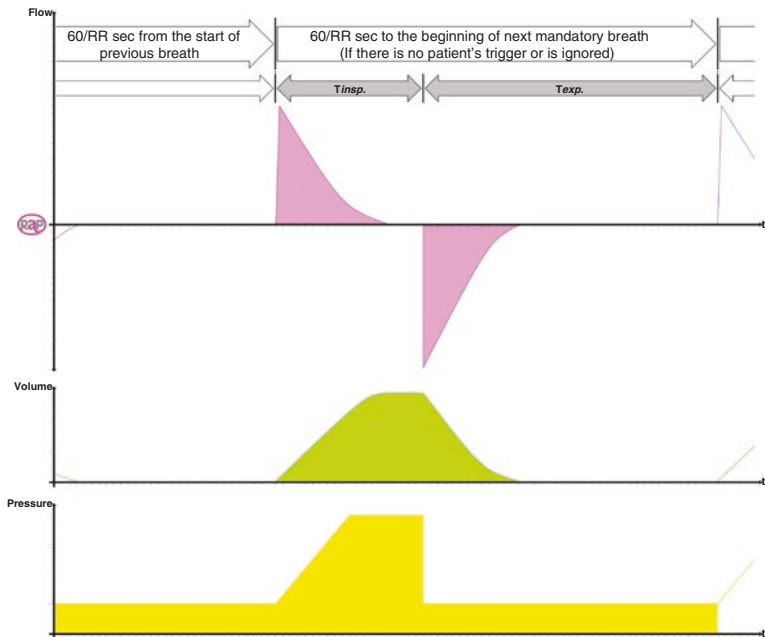 Flow
60/RR sec from the start of
previous breath
60/RR sec to the beginning of next mandatory breath
(If there is no patient's trigger or is ignored)
Tinsp.
Texp.
RaP
t
Volume
t
Pressure
t